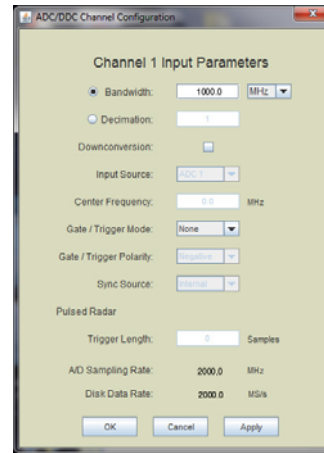 ADC/DDC Channel Configuration
Channel 1 Input Parameters
Bandwidth: 1000.0 MHz
Decimation: 1
Downconversion:
Input Source: ADC 1
Center Frequency: 0.0 MHz
Gate / Trigger Mode: None
Gate / Trigger Polarity: Negative
Sync Source: Internal
Pulsed Radar
Trigger Length: 0 Samples
A/D Sampling Rate: 2000.0 MHz
Disk Data Rate: 2000.0 MS/s
OK Cancel Apply